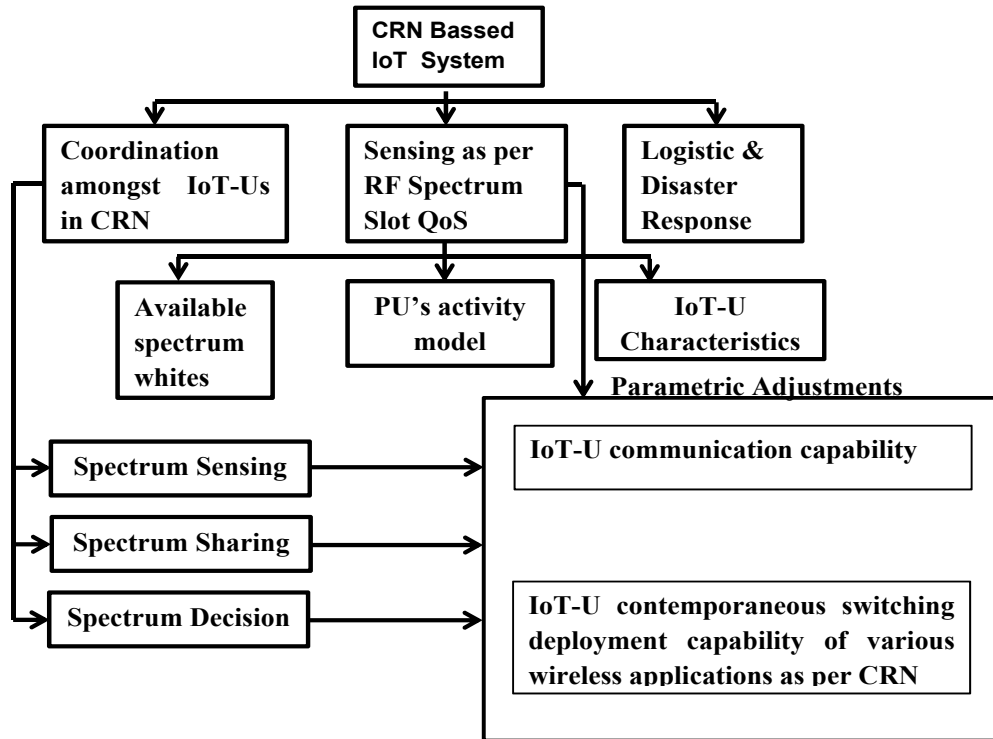 CRN Bassed
IoT System
Coordination
amongst IoT-Us
in CRN
Sensing as per
RF Spectrum
Slot QoS
Logistic &
Disaster
Response
Available
spectrum
whites
PU's activity
model
IoT-U
Characteristics
Parametric Adjustments
Spectrum Sensing
IoT-U communication capability
Spectrum Sharing
Spectrum Decision
IoT-U contemporaneous switching
deployment capability of various
wireless applications as per CRN